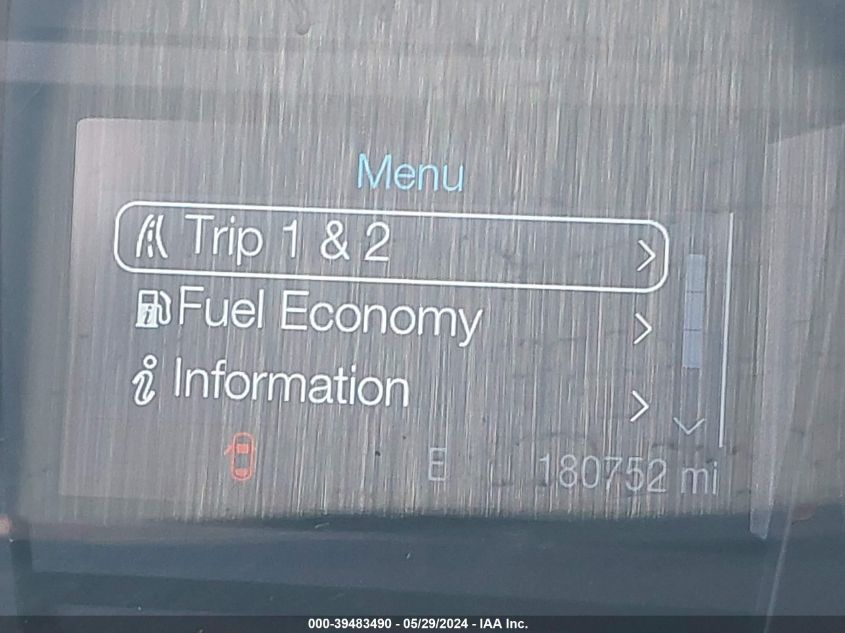 Menu
Trip 1 & 2
Fuel Economy
Information
180752 mi
000-39483490 - 05/29/2024 - IAA Inc.